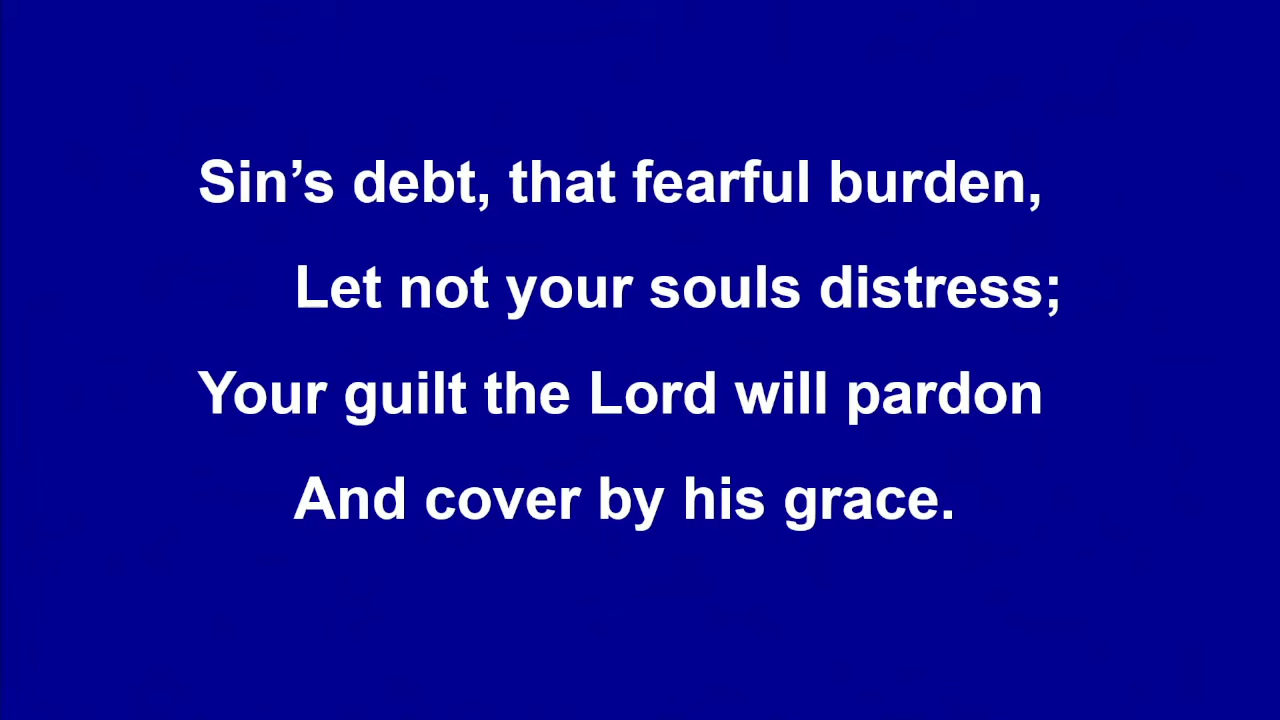 Sin’s debt, that fearful burden,
Let not your souls distress;
Your guilt the Lord will pardon
And cover by his grace.